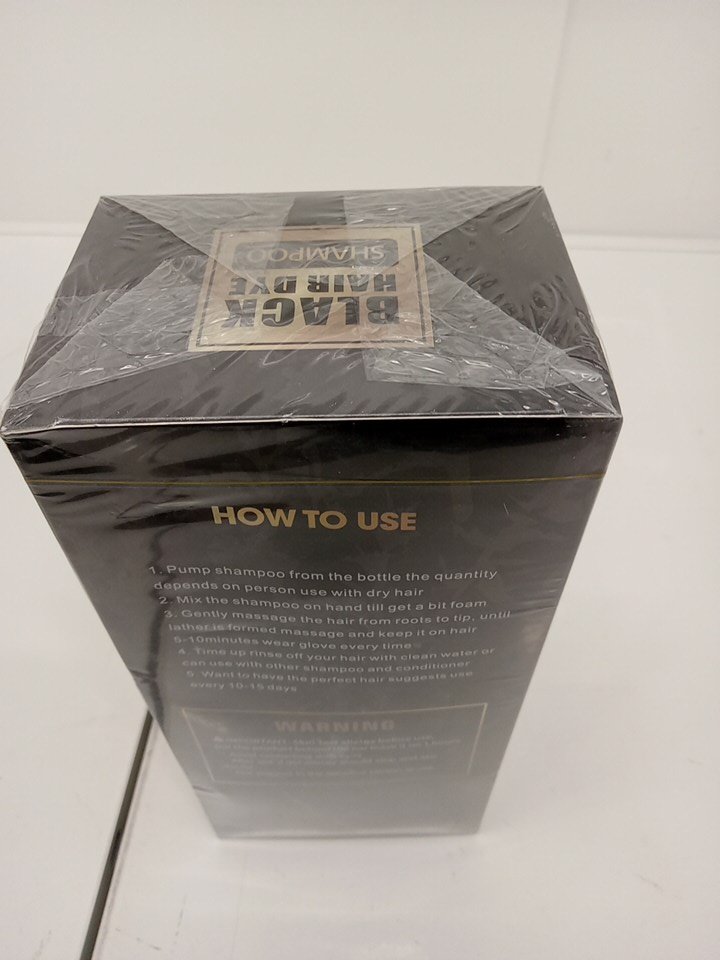 BLACK
HAIR DYE
SHAMPOO
HOW TO USE
1. Pump shampoo from the bottle the quantity
depends on person use with dry hair
2. Mix the shampoo on hand till get a bit foam
3. Gently massage the hair from roots to tip, until
lather is formed massage and keep it on hair
5-10minutes wear glove every time
4. Time up rinse off your hair with clean water or
can use with other shampoo and conditioner
5. Want to have the perfect hair suggests use
every 10-15 days
WARNING